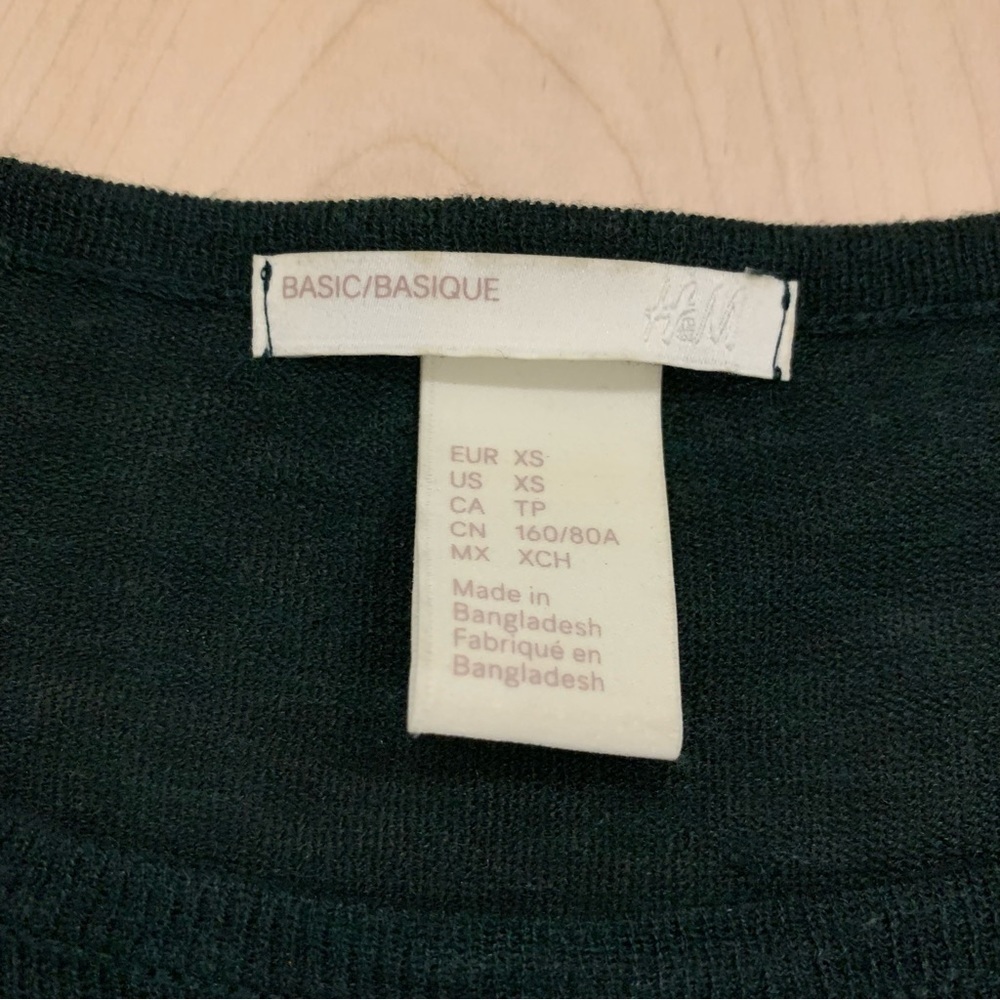 BASIC/BASIQUE
H&M
EUR XS
US XS
CA TP
CN 160/80A
MX XCH
Made in
Bangladesh
Fabriqué en
Bangladesh